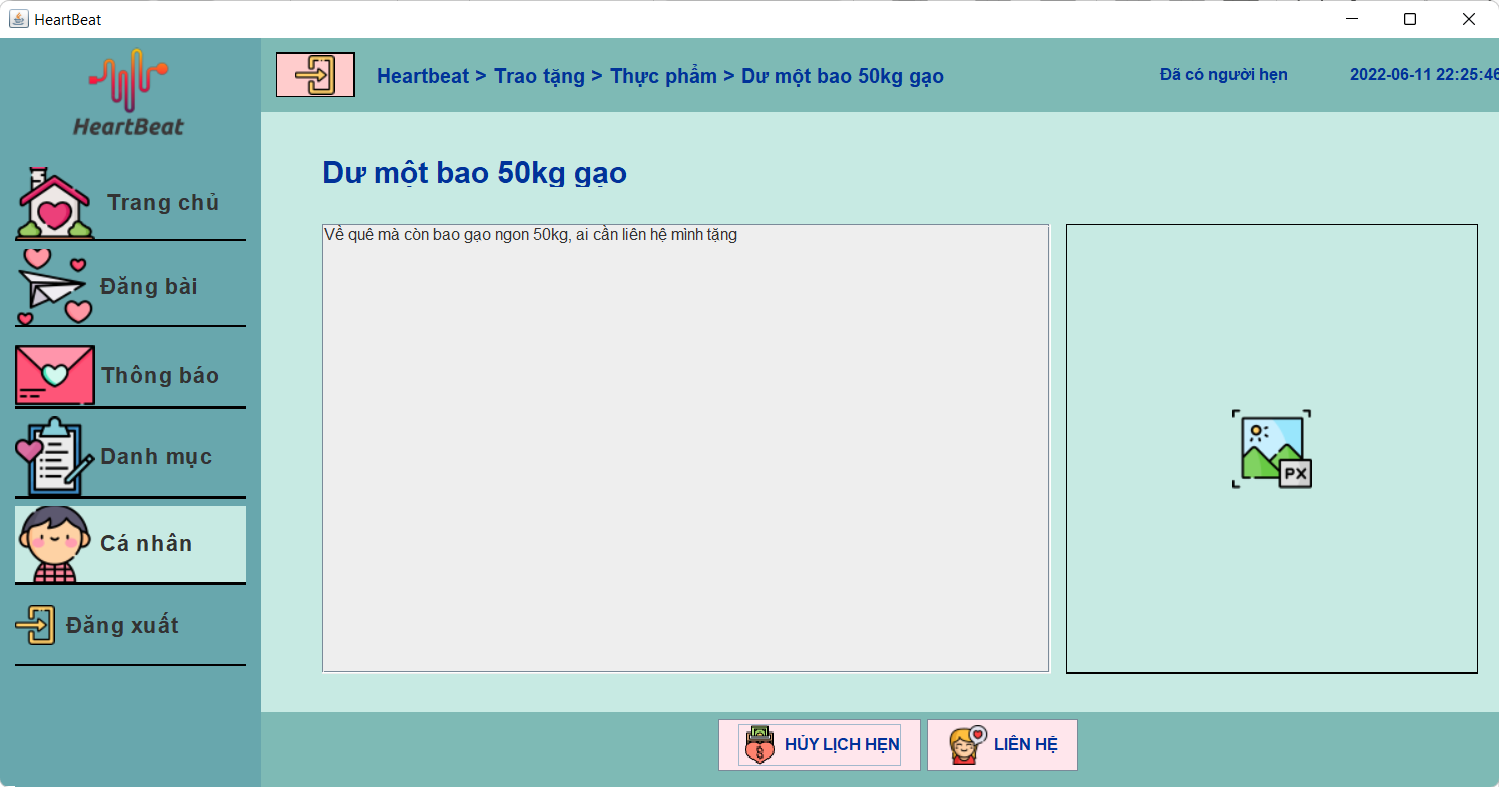 HeartBeat
HeartBeat
Trang chủ
Đăng bài
Thông báo
Danh mục
Cá nhân
Đăng xuất
Heartbeat > Trao tặng > Thực phẩm > Dư một bao 50kg gạo
Đã có người hẹn
2022-06-11 22:25:46
Dư một bao 50kg gạo
Về quê mà còn bao gạo ngon 50kg, ai cần liên hệ mình tặng
PX
$
HỦY LỊCH HẸN
LIÊN HỆ